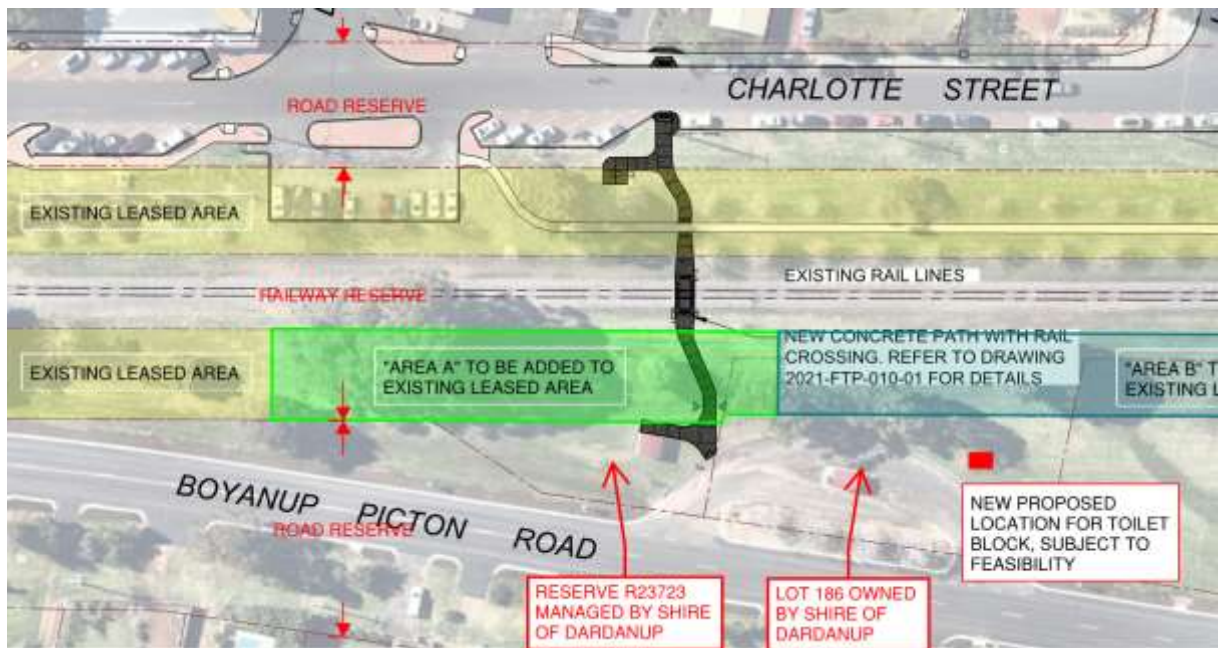 CHARLOTTE STREET
ROAD RESERVE
EXISTING LEASED AREA
EXISTING RAIL LINES
RAILWAY RESERVE
NEW CONCRETE PATH WITH RAIL
CROSSING. REFER TO DRAWING
2021-FTP-010-01 FOR DETAILS
EXISTING LEASED AREA
"AREA A" TO BE ADDED TO
EXISTING LEASED AREA
"AREA B" T
EXISTING L
BOYANUP PICTON ROAD
ROAD RESERVE
NEW PROPOSED
LOCATION FOR TOILET
BLOCK, SUBJECT TO
FEASIBILITY
RESERVE R23723
MANAGED BY SHIRE
OF DARDANUP
LOT 186 OWNED
BY SHIRE OF
DARDANUP